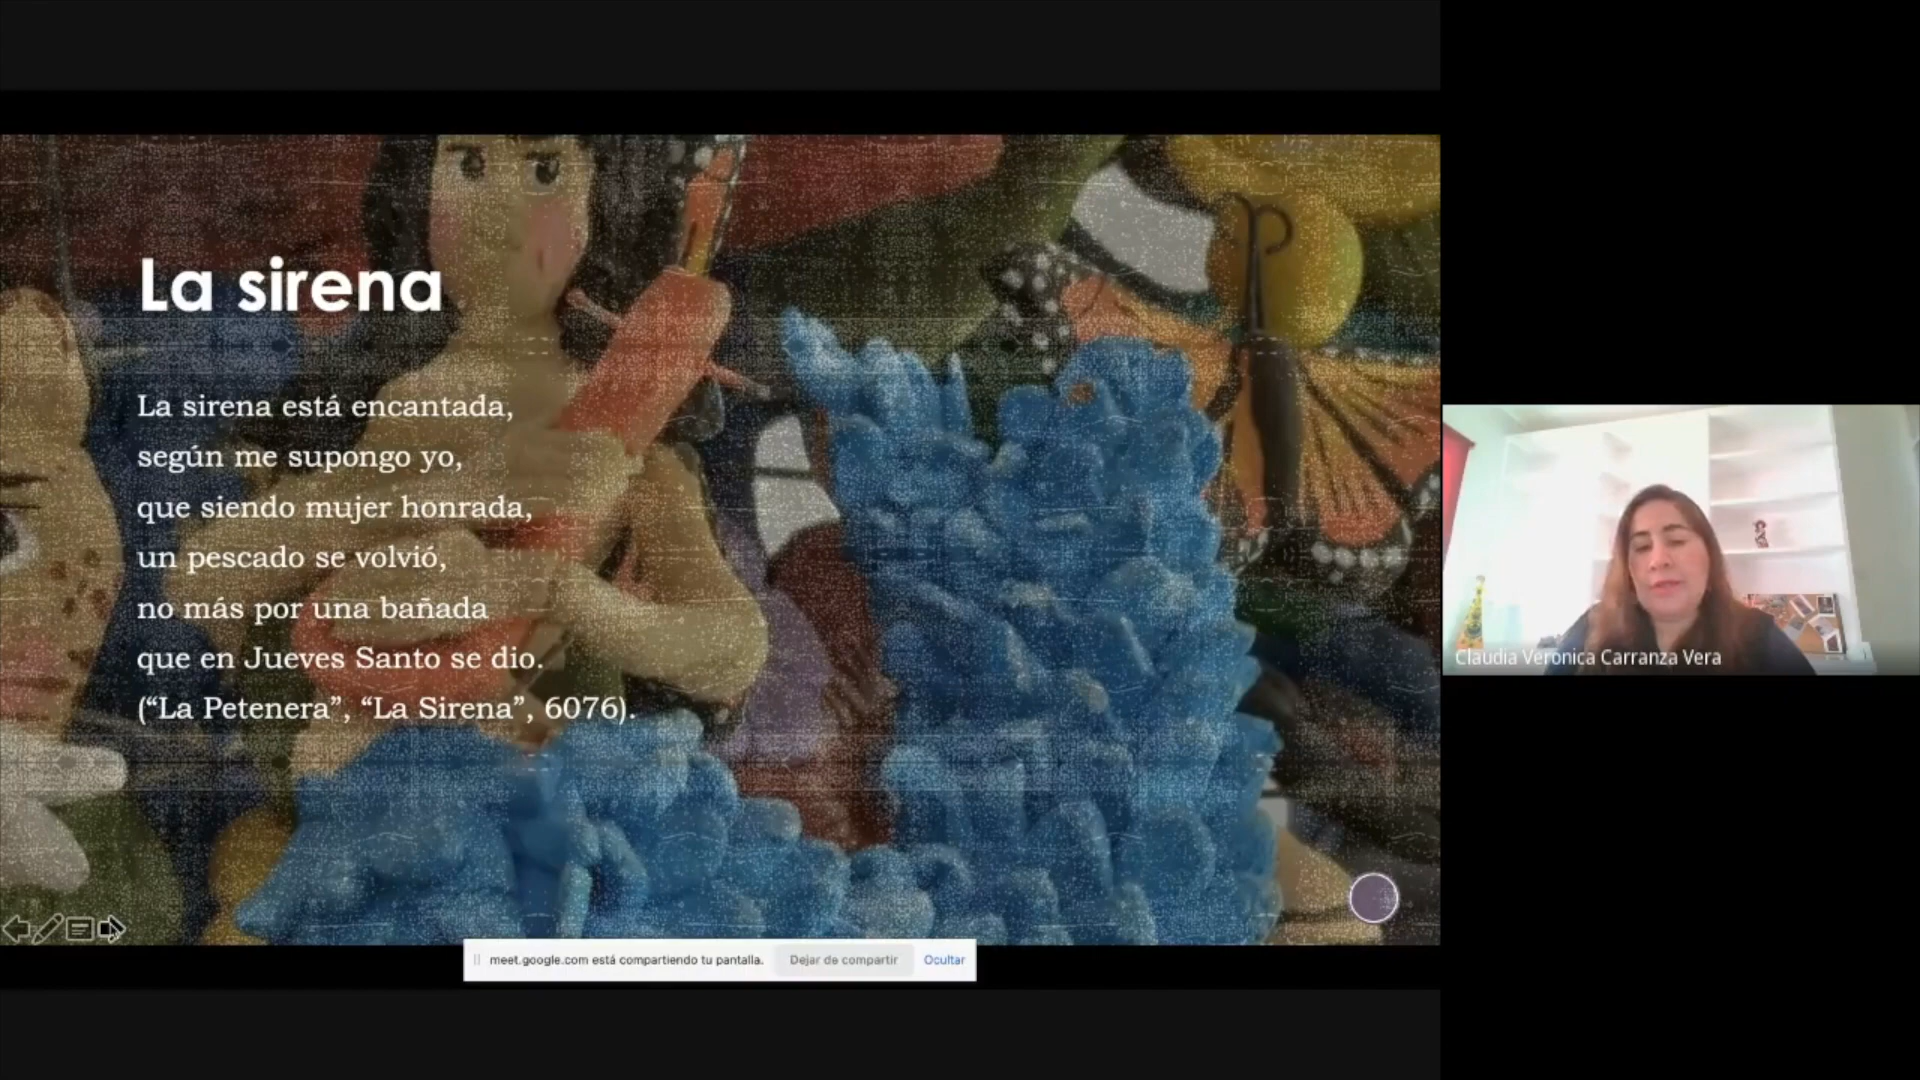 La sirena
La sirena está encantada,
según me supongo yo,
que siendo mujer honrada,
un pescado se volvió,
no más por una bañada
que en Jueves Santo se dio.
(“La Petenera”, “La Sirena”, 6076).
Claudia Veronica Carranza Vera
meet.google.com está compartiendo tu pantalla.
Dejar de compartir
Ocultar